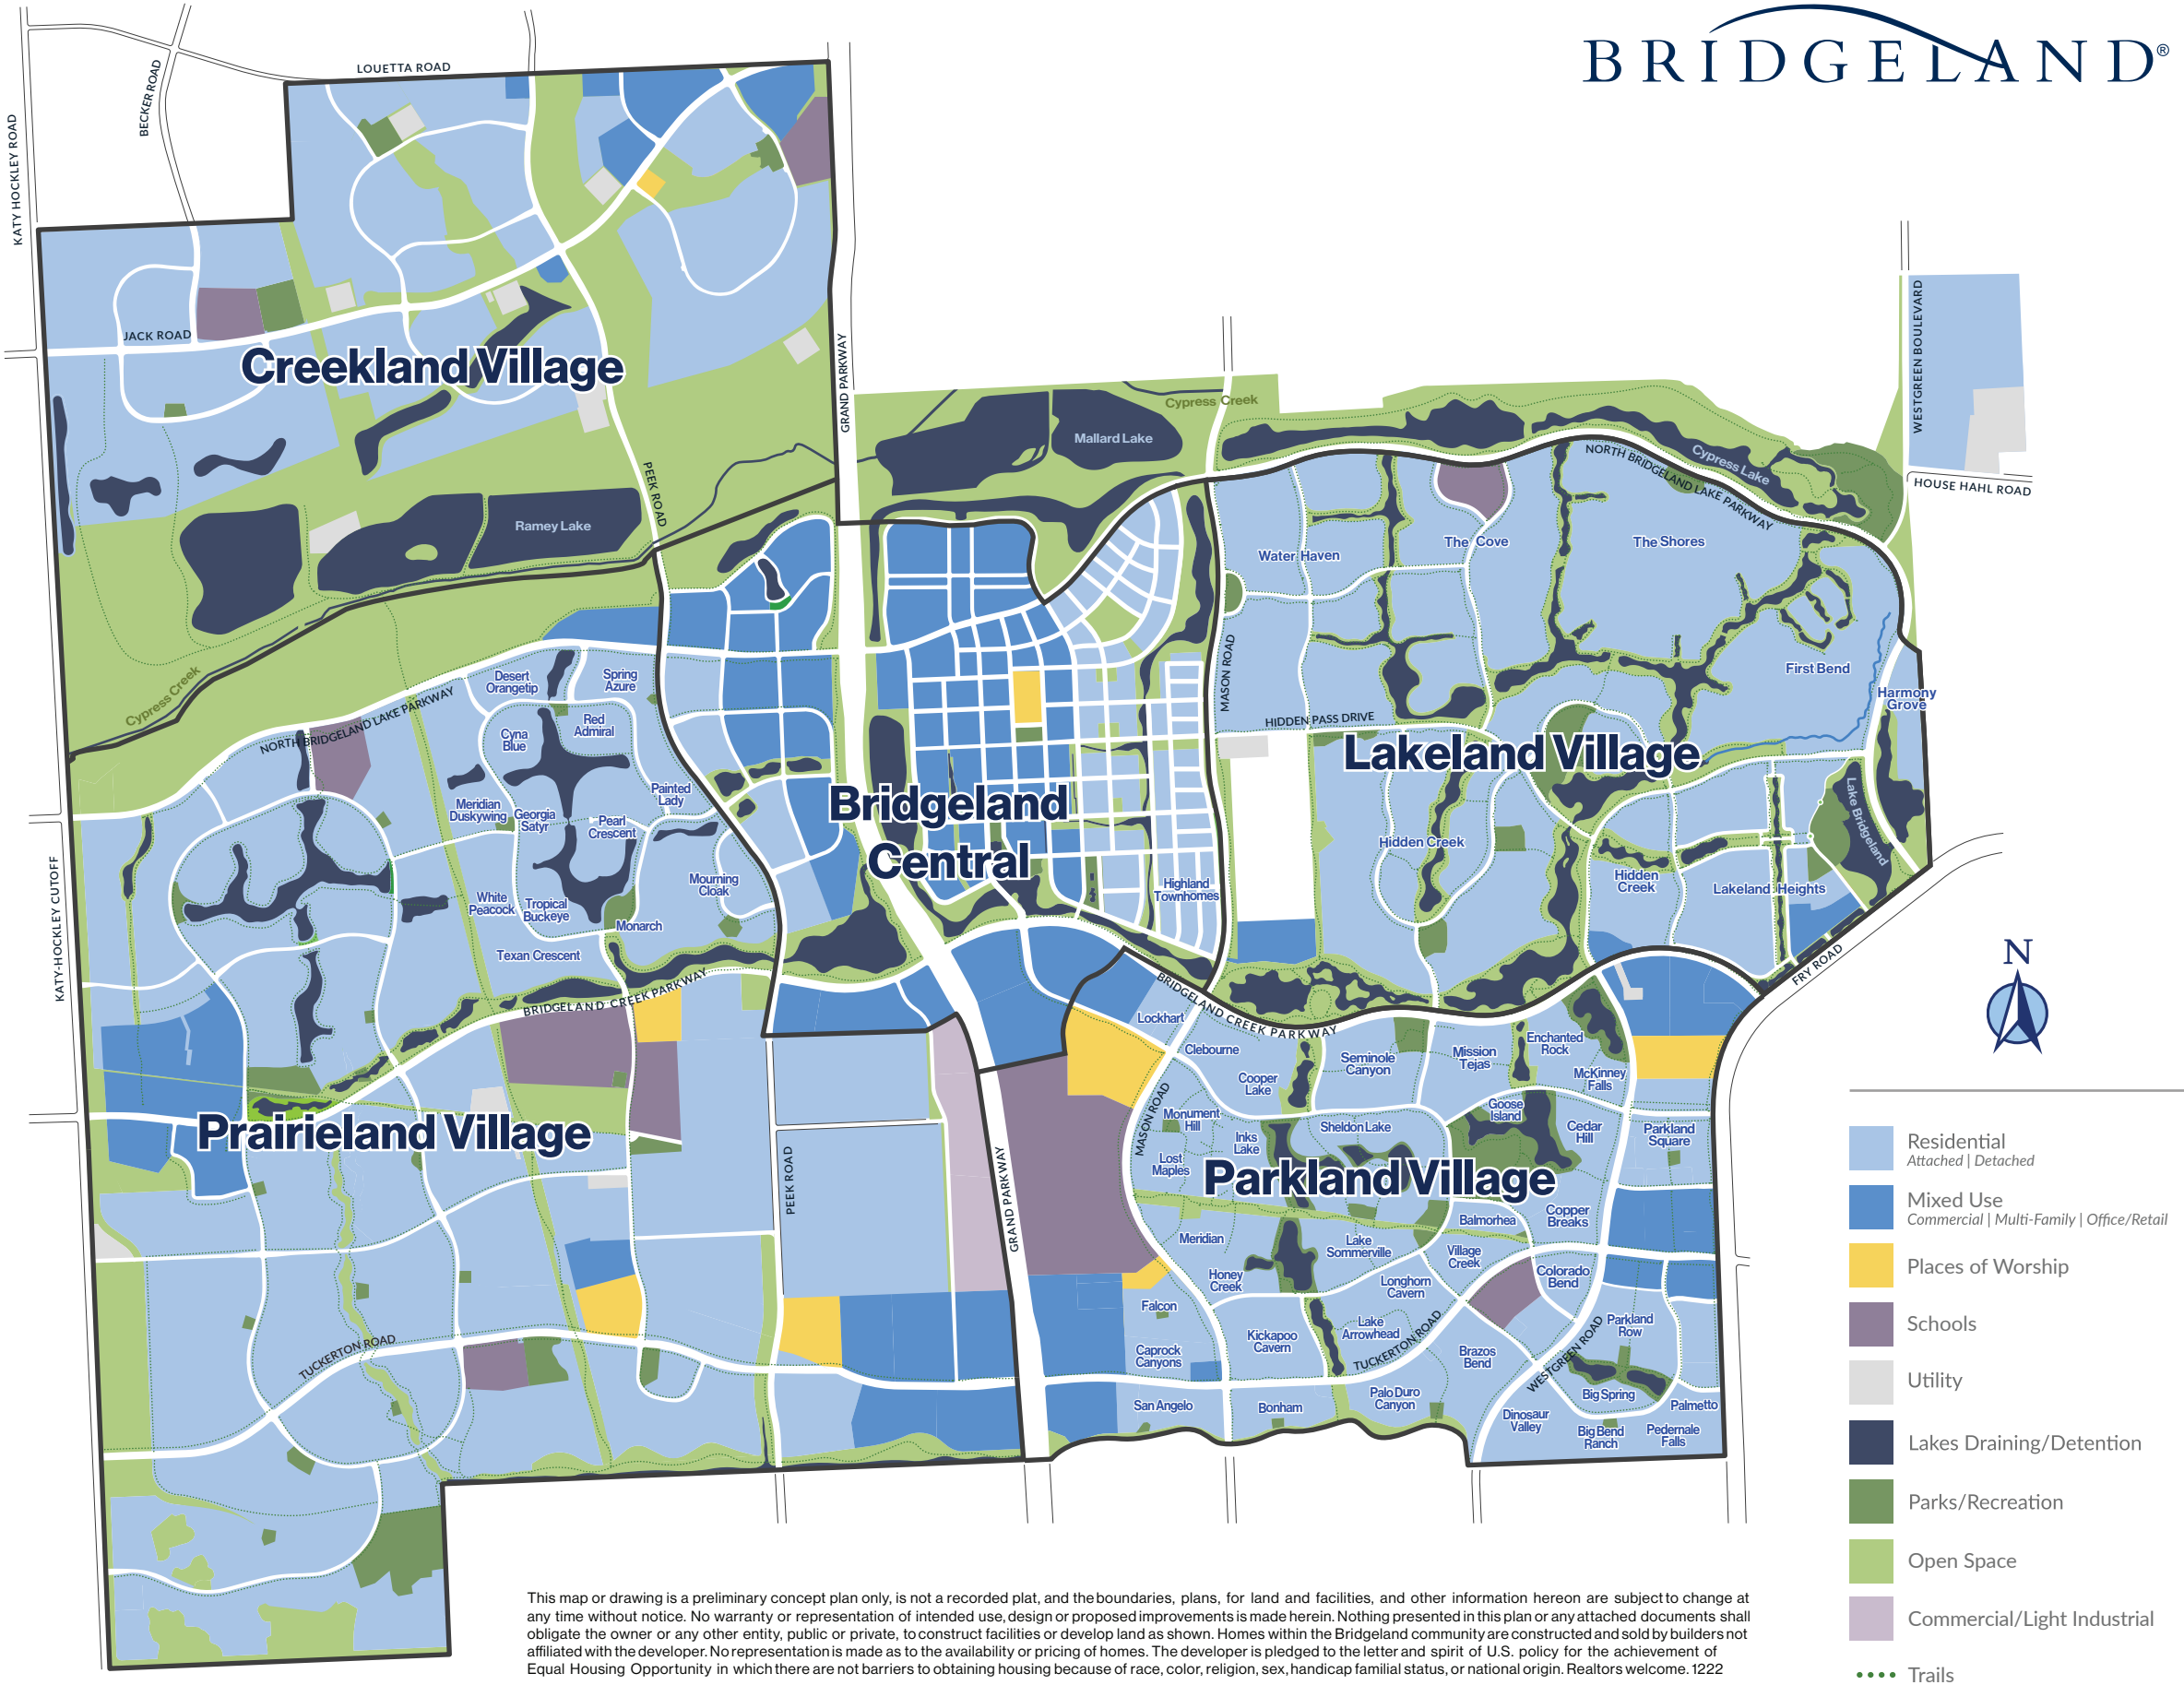 BRIDGELAND®
LOUETTA ROAD
BECKER ROAD
KATY HOCKLEY ROAD
JACK ROAD
Creekland Village
GRAND PARKWAY
PEEK ROAD
Ramey Lake
Cypress Creek
Mallard Lake
Cypress Creek
WESTGREEN BOULEVARD
HOUSE HAHL ROAD
Cypress Lake
NORTH BRIDGELAND LAKE PARKWAY
Water Haven
The Cove
The Shores
First Bend
Harmony
Grove
MASON ROAD
HIDDEN PASS DRIVE
Lakeland Village
Hidden Creek
Hidden
Creek
Lakeland Heights
Lake Bridgeland
FRY ROAD
Bridgeland
Central
Highland
Townhomes
NORTH BRIDGELAND LAKE PARKWAY
Desert
Orangetip
Spring
Azure
Cyna
Blue
Red
Admiral
Painted
Lady
Meridian
Duskywing
Georgia
Satyr
Pearl
Crescent
Mourning
Cloak
White
Peacock
Tropical
Buckeye
Monarch
Texan Crescent
KATY-HOCKLEY CUTOFF
BRIDGELAND CREEK PARKWAY
Prairieland Village
PEEK ROAD
GRAND PARKWAY
TUCKERTON ROAD
BRIDGELAND CREEK PARKWAY
Lockhart
Clebourne
Cooper
Lake
Seminole
Canyon
Mission
Tejas
Enchanted
Rock
McKinney
Falls
MASON ROAD
Monument
Hill
Inks
Lake
Sheldon Lake
Goose
Island
Cedar
Hill
Parkland
Square
Lost
Maples
Parkland Village
Meridian
Lake
Sommerville
Balmorhea
Copper
Breaks
Village
Creek
Honey
Creek
Longhorn
Cavern
Colorado
Bend
Falcon
Kickapoo
Cavern
Lake
Arrowhead
TUCKERTON ROAD
Parkland
Row
WESTGREEN ROAD
Caprock
Canyons
Brazos
Bend
San Angelo
Bonham
Palo Duro
Canyon
Big Spring
Palmetto
Dinosaur
Valley
Big Bend
Ranch
Pedernale
Falls
N
Residential
Attached | Detached
Mixed Use
Commercial | Multi-Family | Office/Retail
Places of Worship
Schools
Utility
Lakes Draining/Detention
Parks/Recreation
Open Space
Commercial/Light Industrial
Trails
This map or drawing is a preliminary concept plan only, is not a recorded plat, and the boundaries, plans, for land and facilities, and other information hereon are subject to change at
any time without notice. No warranty or representation of intended use, design or proposed improvements is made herein. Nothing presented in this plan or any attached documents shall
obligate the owner or any other entity, public or private, to construct facilities or develop land as shown. Homes within the Bridgeland community are constructed and sold by builders not
affiliated with the developer. No representation is made as to the availability or pricing of homes. The developer is pledged to the letter and spirit of U.S. policy for the achievement of
Equal Housing Opportunity in which there are not barriers to obtaining housing because of race, color, religion, sex, handicap familial status, or national origin. Realtors welcome. 1222